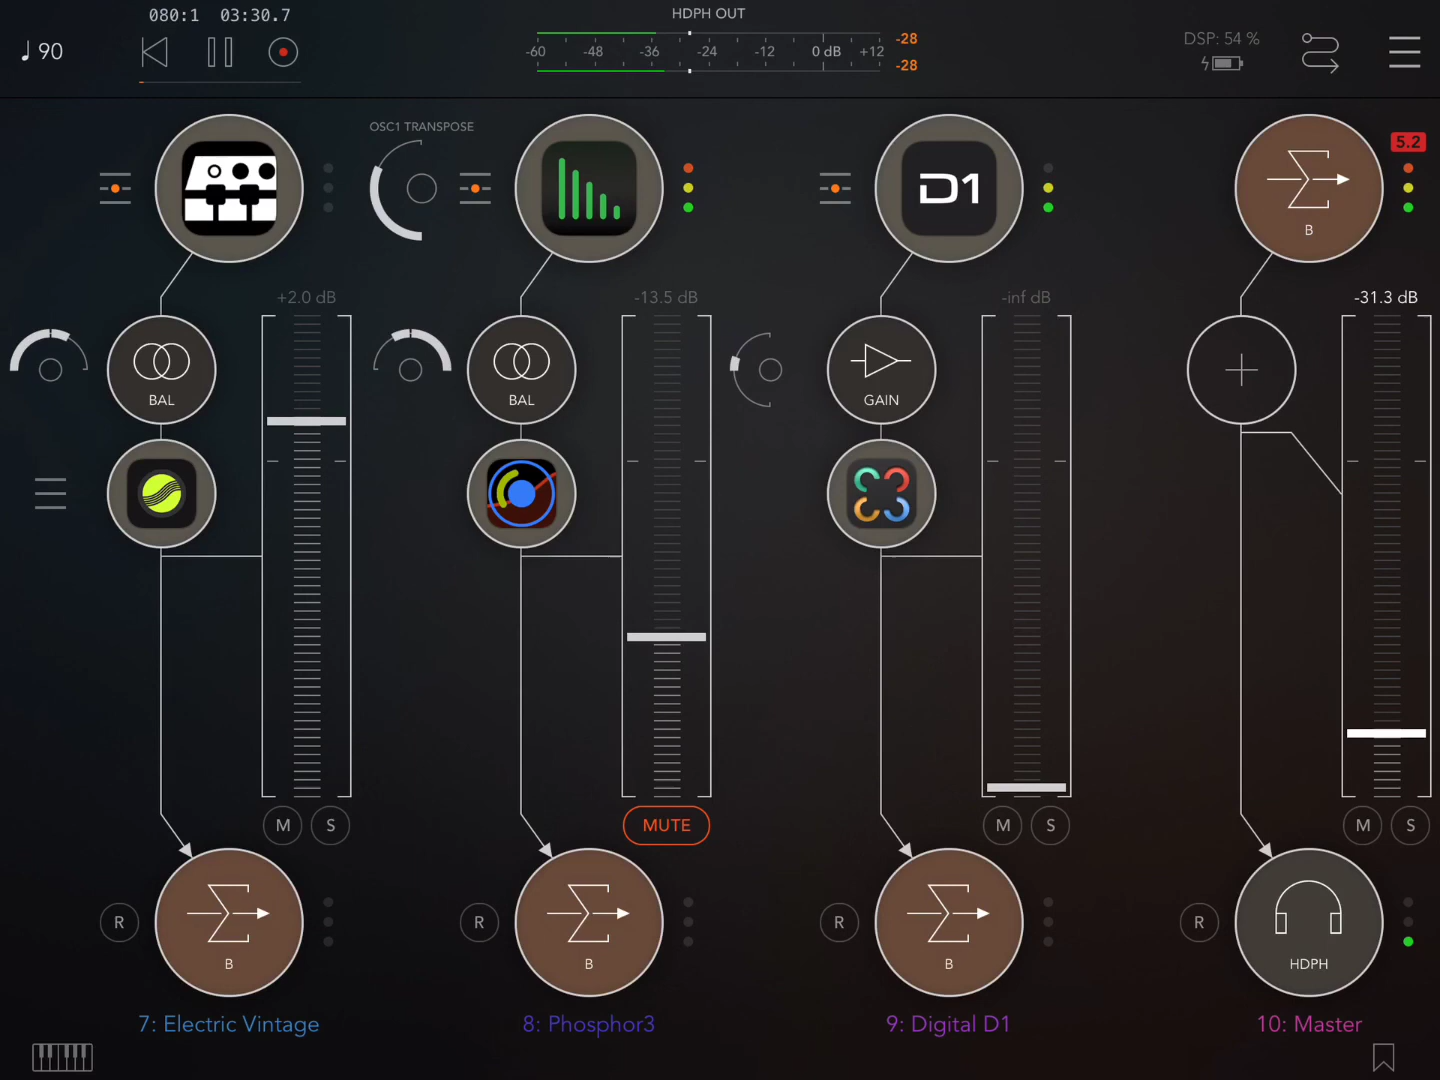 080:1 03:30.7
HDPH OUT
♩ 90
-60 -48 -36 -24 -12 0 dB +12
-28
-28
DSP: 54 %
OSC1 TRANSPOSE
D1
5.2
B
+2.0 dB
-13.5 dB
-inf dB
-31.3 dB
BAL
BAL
GAIN
M S
MUTE
M S
M S
R
R
R
R
B
B
B
HDPH
7: Electric Vintage
8: Phosphor3
9: Digital D1
10: Master